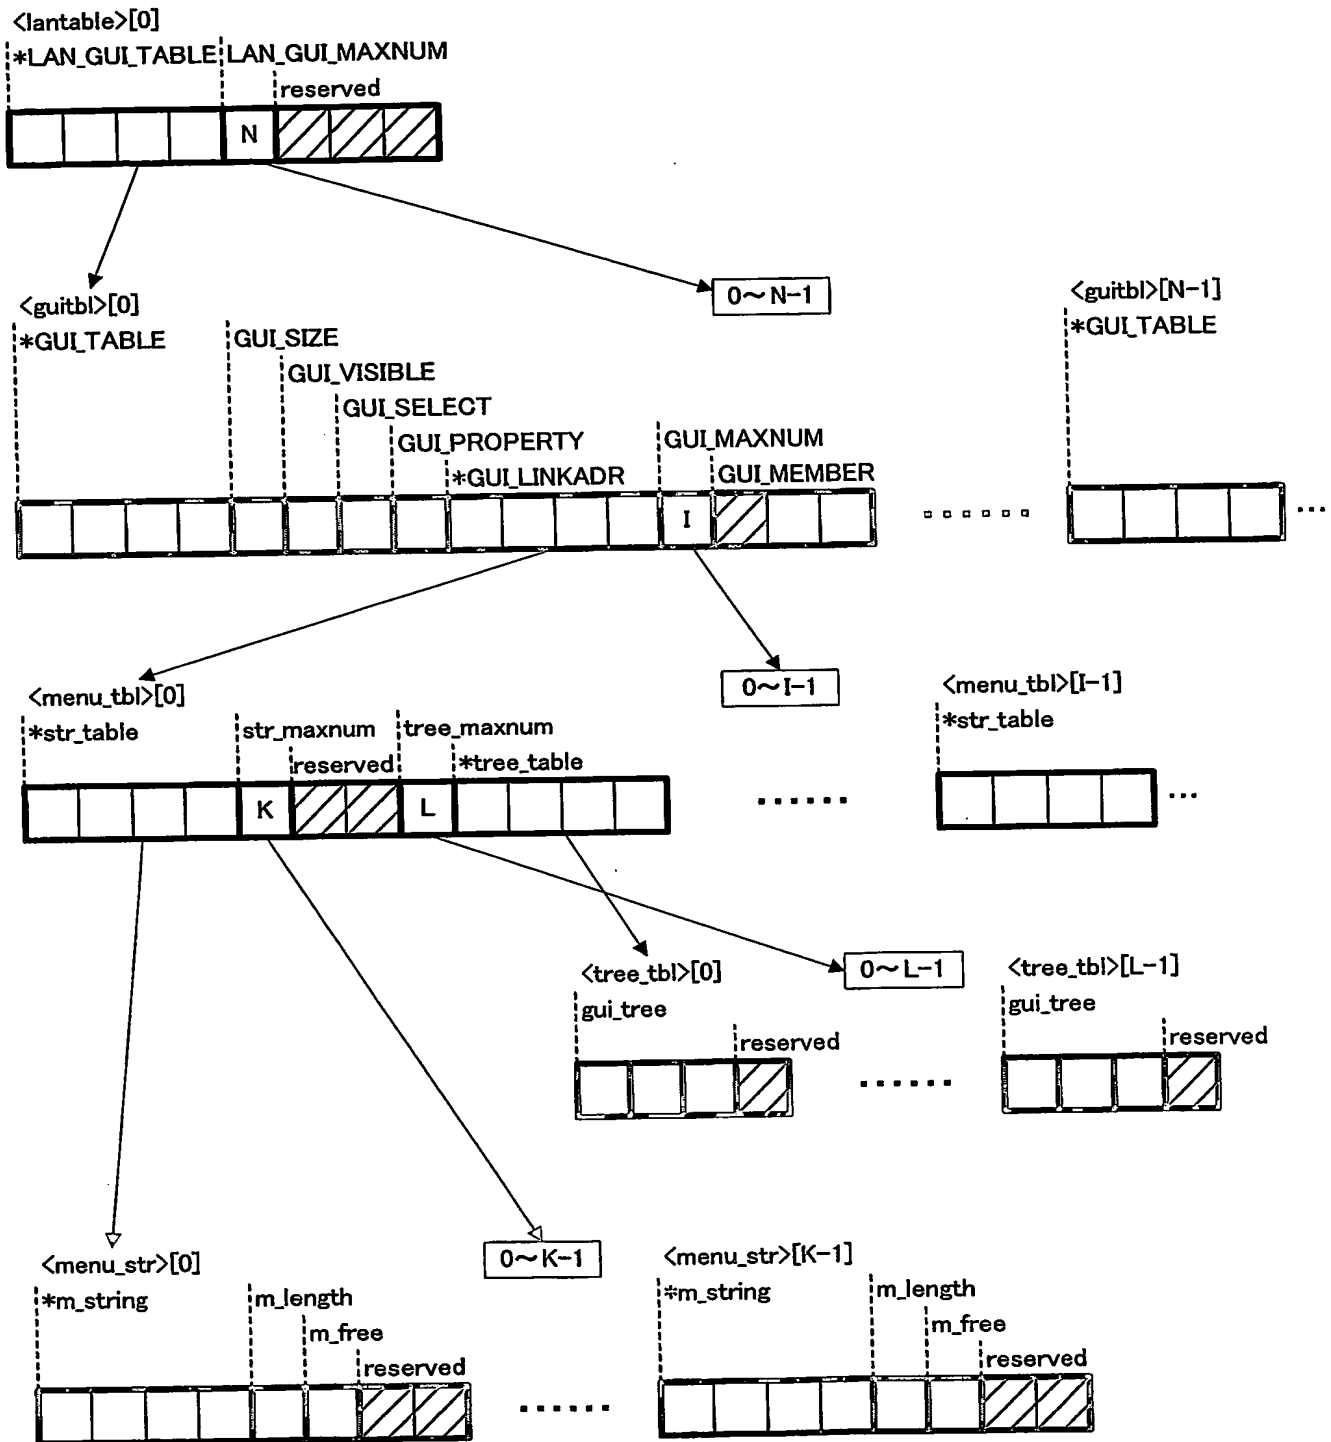 <lantable>[0]
*LAN_GUI_TABLE LAN_GUI_MAXNUM
reserved
N
0～N-1
<guitbl>[0] <guitbl>[N-1]
*GUI_TABLE GUI_SIZE *GUI_TABLE
GUI_VISIBLE
GUI_SELECT
GUI_PROPERTY GUI_MAXNUM
*GUI_LINKADR GUI_MEMBER
I ...
0～I-1
<menu_tbl>[0] <menu_tbl>[I-1]
*str_table str_maxnum tree_maxnum *str_table
reserved *tree_table
K L ...
0～L-1
<tree_tbl>[0] <tree_tbl>[L-1]
gui_tree gui_tree
reserved reserved
0～K-1
<menu_str>[0] <menu_str>[K-1]
*m_string m_length *m_string m_length
m_free m_free
reserved reserved